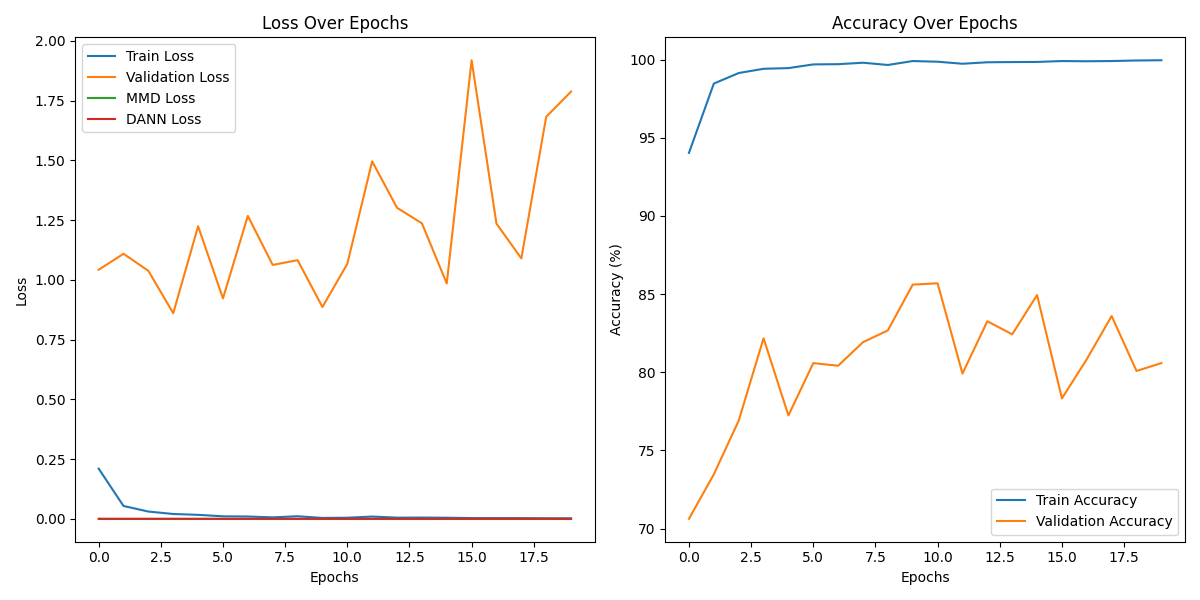 Loss Over Epochs
2.00
1.75
1.50
1.25
1.00
0.75
0.50
0.25
0.00
Loss
Train Loss
Validation Loss
MMD Loss
DANN Loss
0.0 2.5 5.0 7.5 10.0 12.5 15.0 17.5
Epochs
Accuracy Over Epochs
100
95
90
85
80
75
70
Accuracy (%)
Train Accuracy
Validation Accuracy
0.0 2.5 5.0 7.5 10.0 12.5 15.0 17.5
Epochs